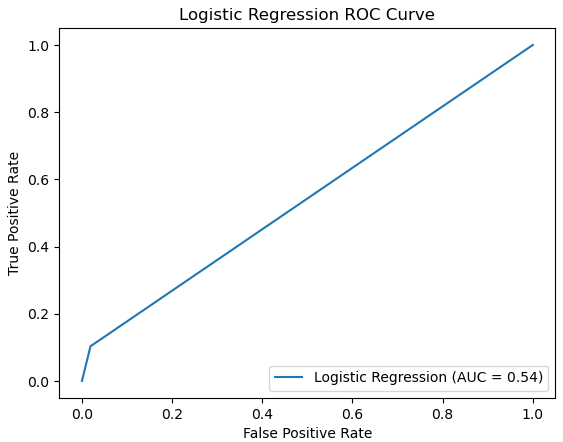 Logistic Regression ROC Curve
True Positive Rate
1.0
0.8
0.6
0.4
0.2
0.0
Logistic Regression (AUC = 0.54)
0.0 0.2 0.4 0.6 0.8 1.0
False Positive Rate